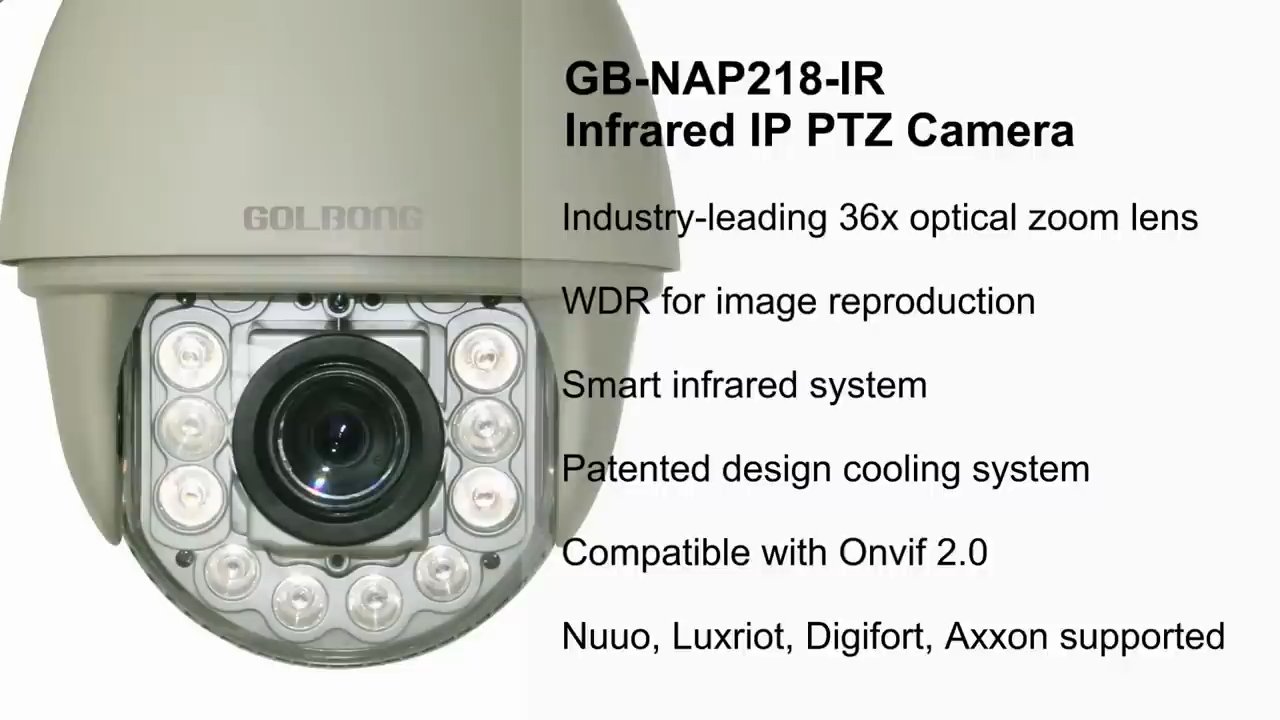 GB-NAP218-IR
Infrared IP PTZ Camera
GOLBONG
Industry-leading 36x optical zoom lens
WDR for image reproduction
Smart infrared system
Patented design cooling system
Compatible with Onvif 2.0
Nuuo, Luxriot, Digifort, Axxon supported